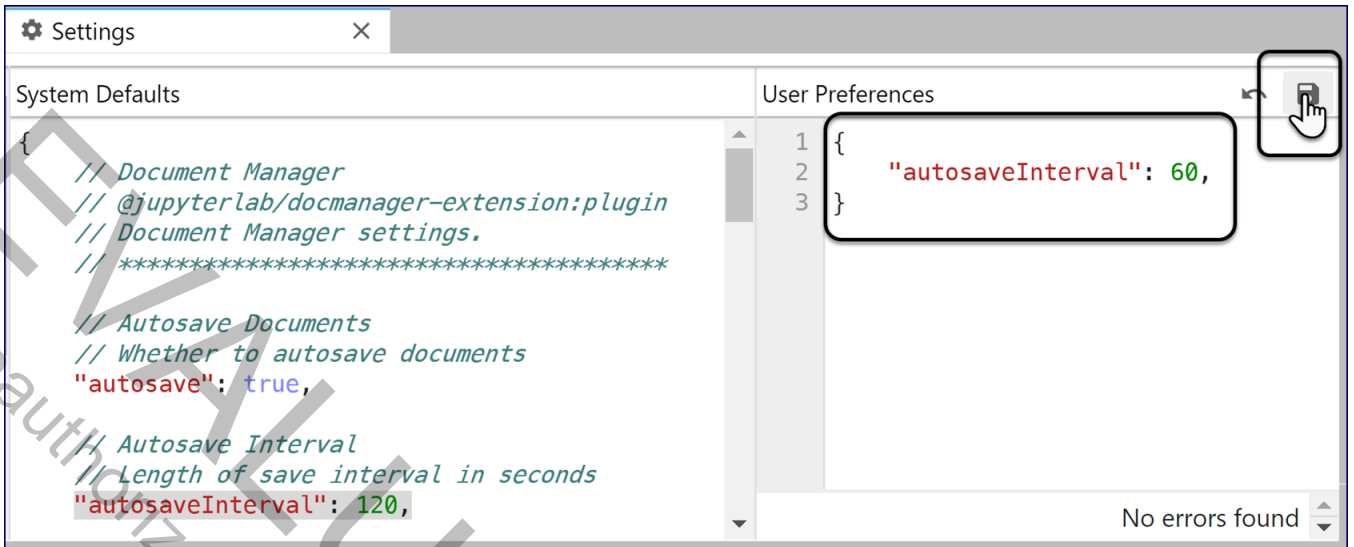 Settings
System Defaults
{
// Document Manager
// @jupyterlab/docmanager-extension:plugin
// Document Manager settings.
// ****************************************
// Autosave Documents
// Whether to autosave documents
"autosave": true,
// Autosave Interval
// Length of save interval in seconds
"autosaveInterval": 120,
User Preferences
1 {
2 "autosaveInterval": 60,
3 }
No errors found
EVALU
authoriz